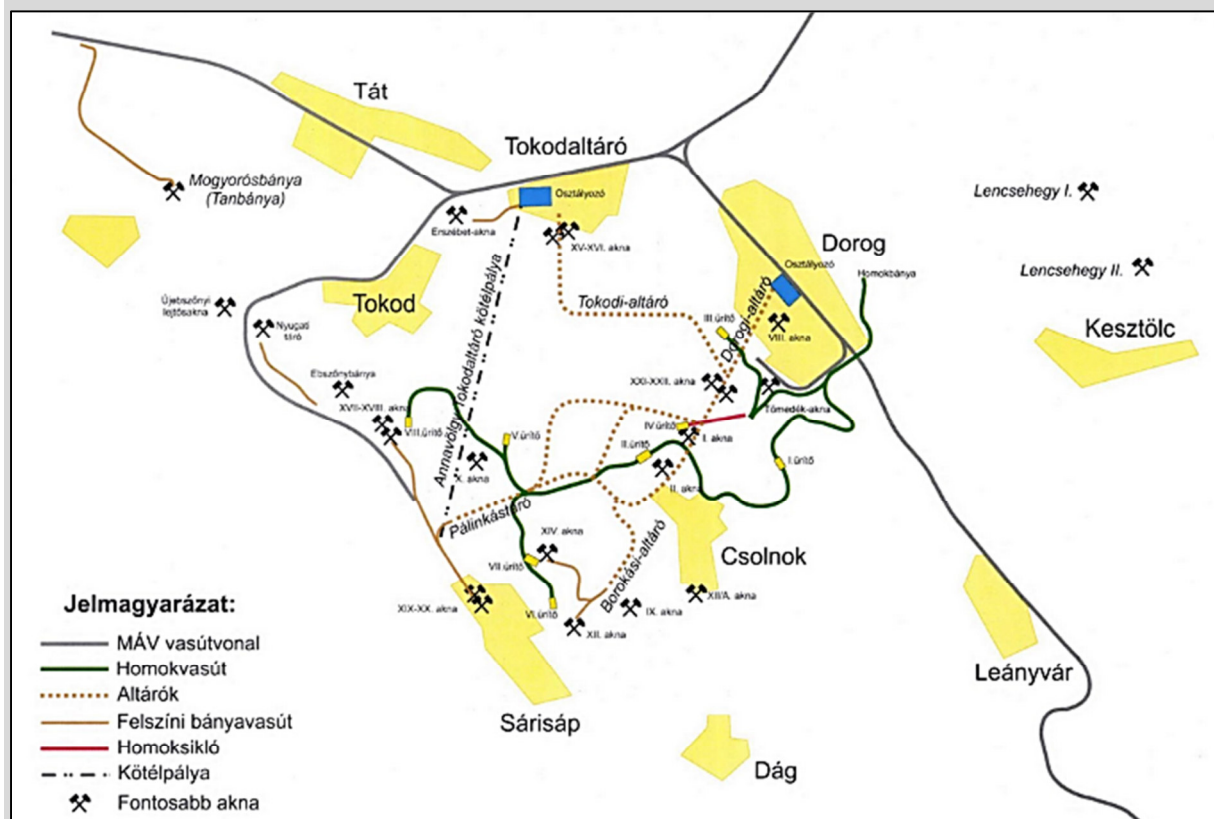 Tát
Tokodaltáró
Mogyorósbánya
(Tanbánya)
Osztályozó
Erszébet-akna
XV-XVI. akna
Lencsehegy I.
Dorog
Homokbánya
Lencsehegy II.
Osztályozó
Kesztölc
Tokod
Tokodi-altáró
Újebszőnyi
lejtősakna
Nyugati
táró
III.ürítő
Dorogi-altáró
VIII. akna
Annavölgy Tokodaltáró kötélpálya
Ebszőnybánya
XXI-XXII. akna
Tömedék-akna
XVII-XVIII. akna
VIII.ürítő
V.ürítő
IV.ürítő
I. akna
II.ürítő
I.ürítő
X. akna
II. akna
Pálinkástáró
XIV. akna
Borókási-altáró
Csolnok
VII.ürítő
VI.ürítő
XIX-XX. akna
IX. akna
XII/A. akna
XII. akna
Leányvár
Sárisáp
Dág
Jelmagyarázat:
MÁV vasútvonal
Homokvasút
Altárók
Felszíni bányavasút
Homoksikló
Kötélpálya
Fontosabb akna